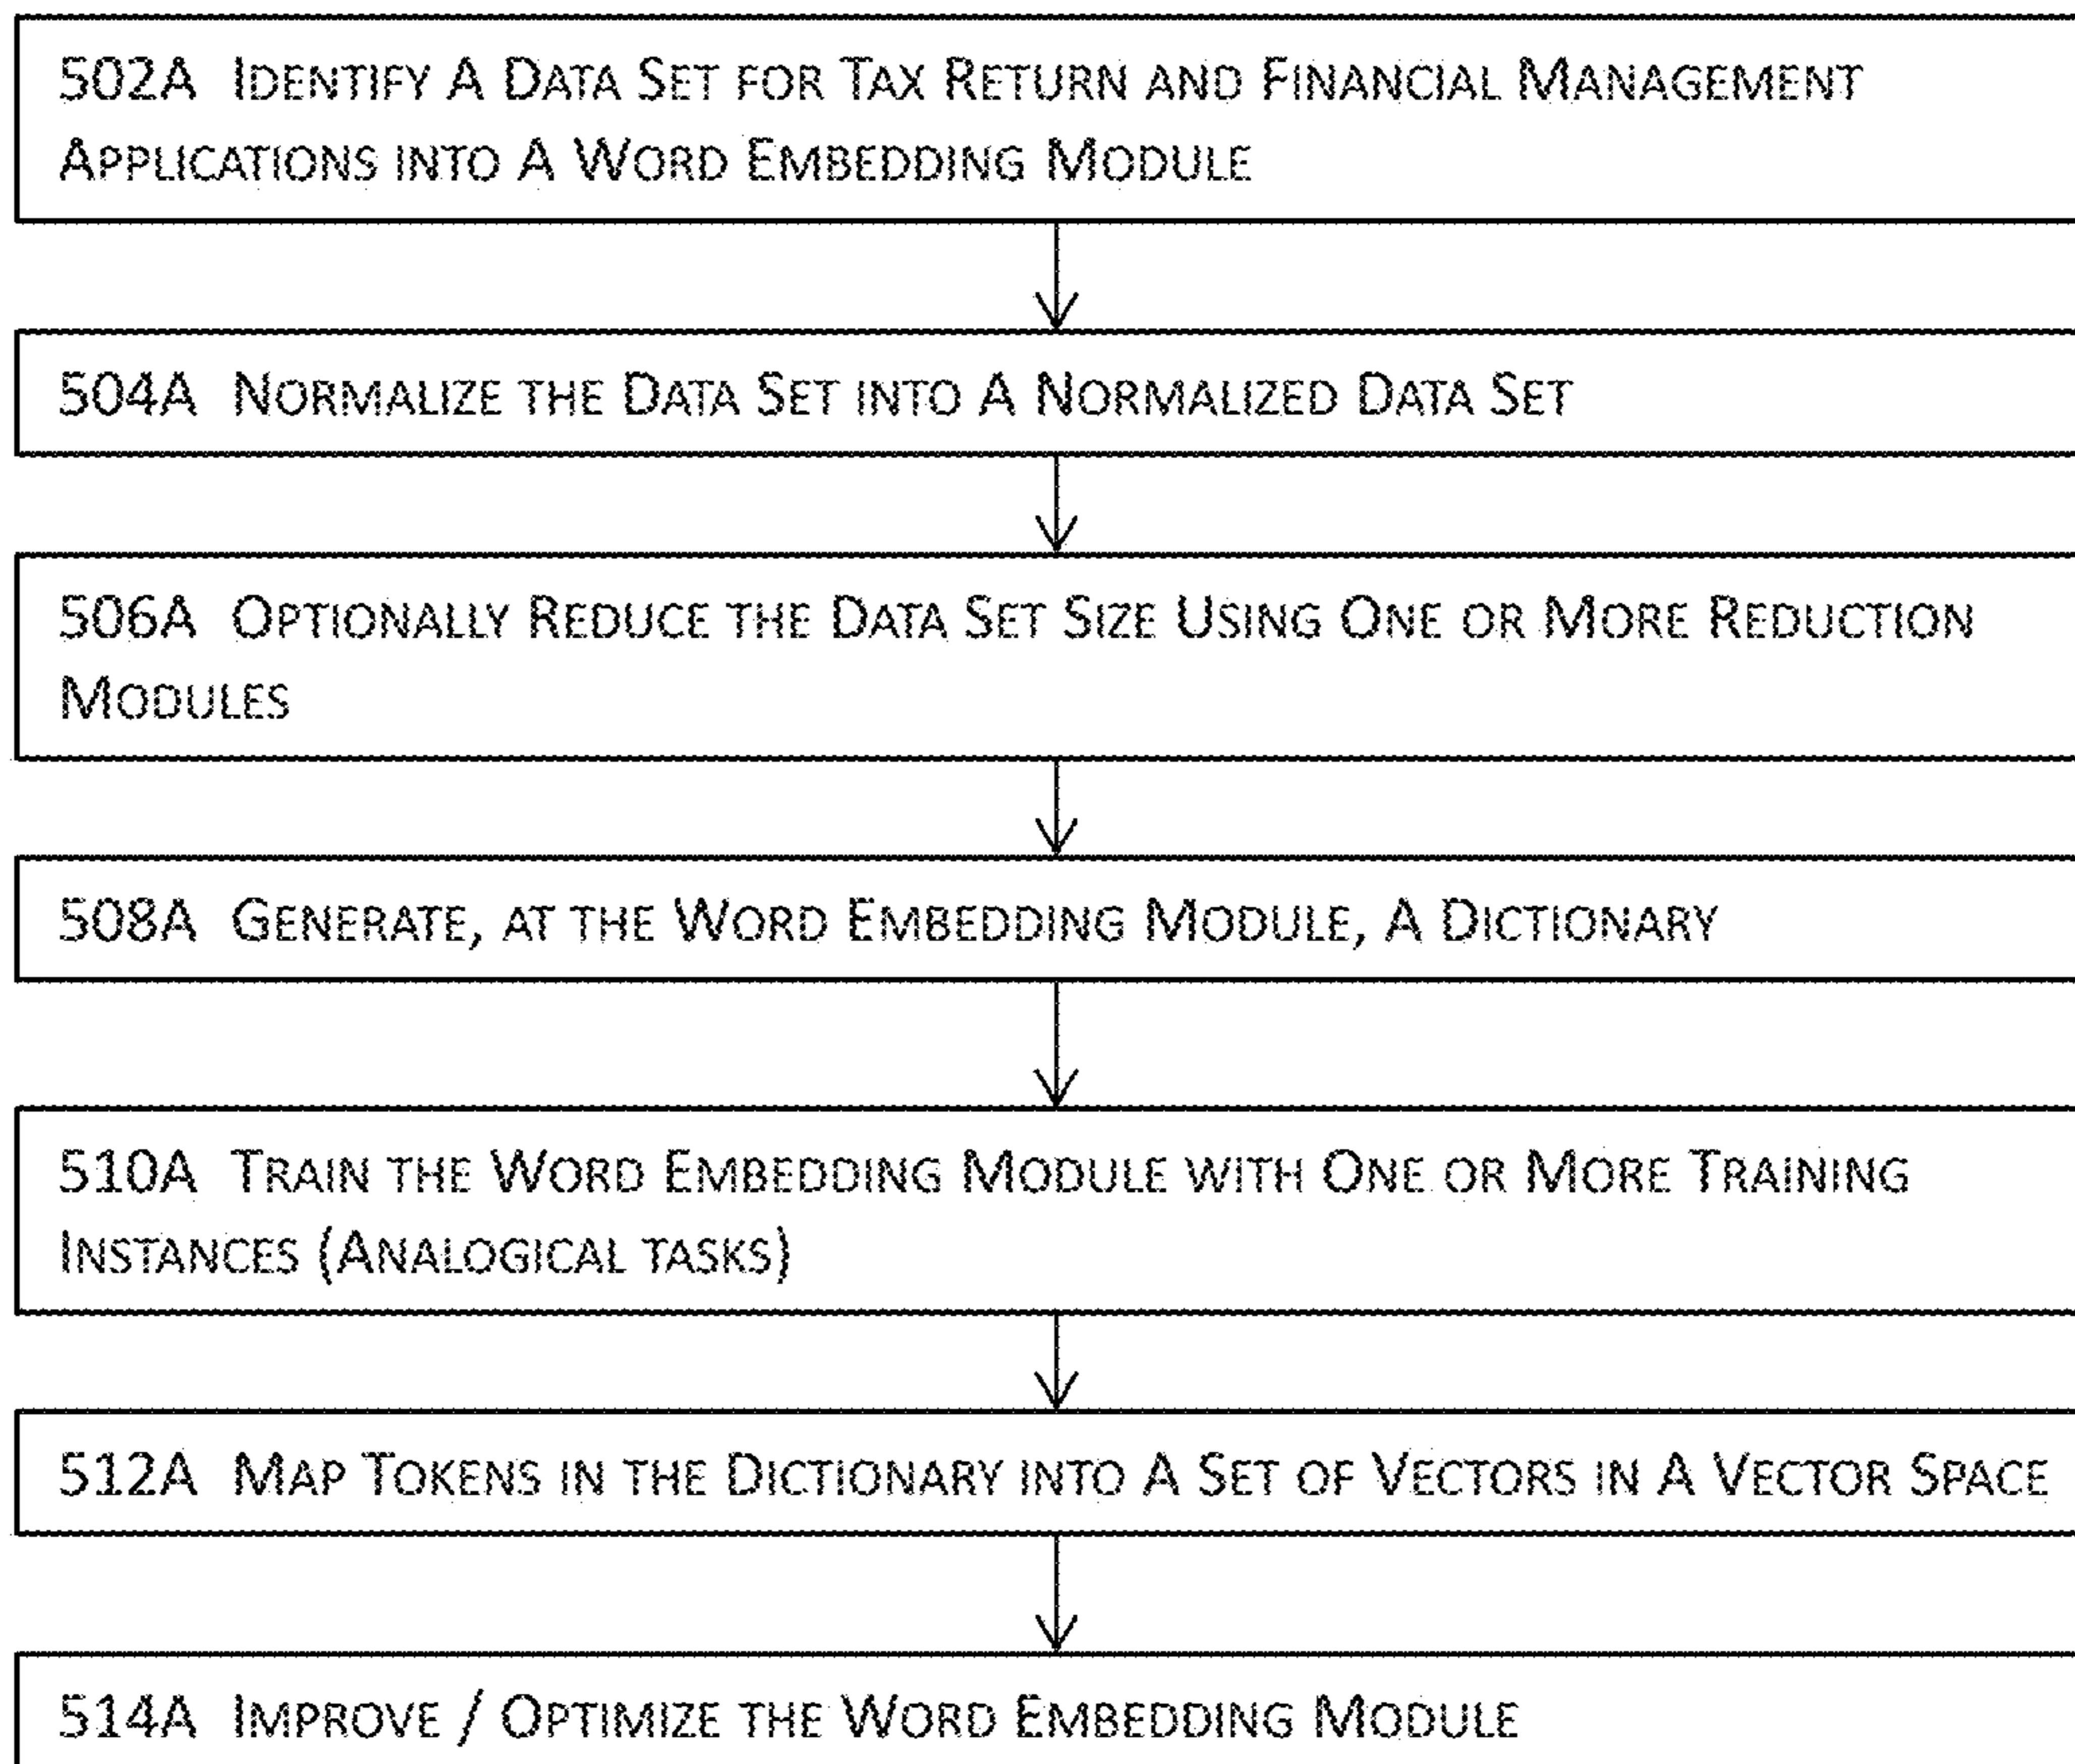 502A IDENTIFY A DATA SET FOR TAX RETURN AND FINANCIAL MANAGEMENT
APPLICATIONS INTO A WORD EMBEDDING MODULE
504A NORMALIZE THE DATA SET INTO A NORMALIZED DATA SET
506A OPTIONALLY REDUCE THE DATA SET SIZE USING ONE OR MORE REDUCTION
MODULES
508A GENERATE, AT THE WORD EMBEDDING MODULE, A DICTIONARY
510A TRAIN THE WORD EMBEDDING MODULE WITH ONE OR MORE TRAINING
INSTANCES (ANALOGICAL TASKS)
512A MAP TOKENS IN THE DICTIONARY INTO A SET OF VECTORS IN A VECTOR SPACE
514A IMPROVE / OPTIMIZE THE WORD EMBEDDING MODULE